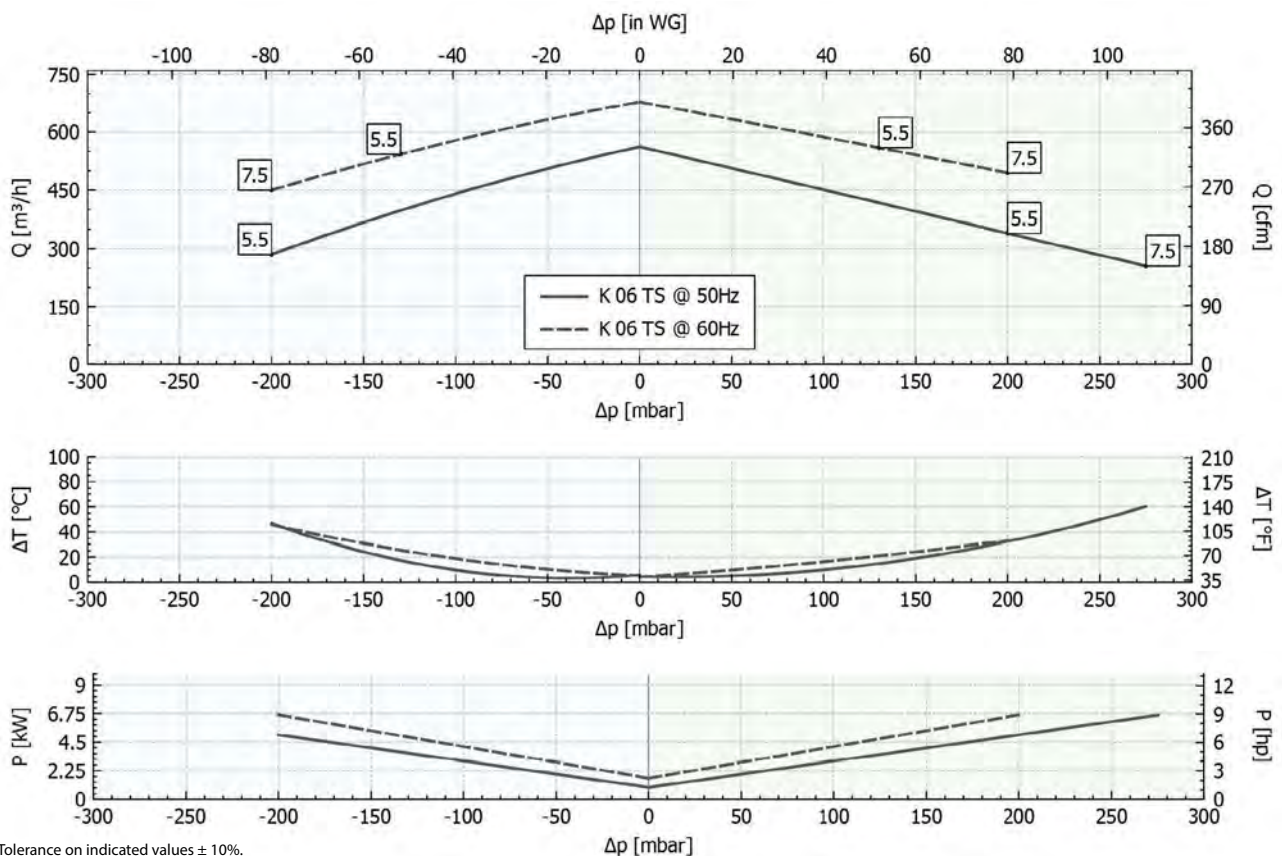 Δp [in WG]
-100 -80 -60 -40 -20 0 20 40 60 80 100
Q [m³/h]
750
600
450
300
150
0
7.5 5.5 5.5 7.5
5.5 5.5 7.5
K 06 TS @ 50Hz
K 06 TS @ 60Hz
360
270
180
90
0
Q [cfm]
-300 -250 -200 -150 -100 -50 0 50 100 150 200 250 300
Δp [mbar]
ΔT [°C]
100
80
60
40
20
0
210
175
140
105
70
35
ΔT [°F]
-300 -250 -200 -150 -100 -50 0 50 100 150 200 250 300
Δp [mbar]
P [kW]
9
6.75
4.5
2.25
0
12
9
6
3
0
P [hp]
-300 -250 -200 -150 -100 -50 0 50 100 150 200 250 300
Δp [mbar]
Tolerance on indicated values ± 10%.